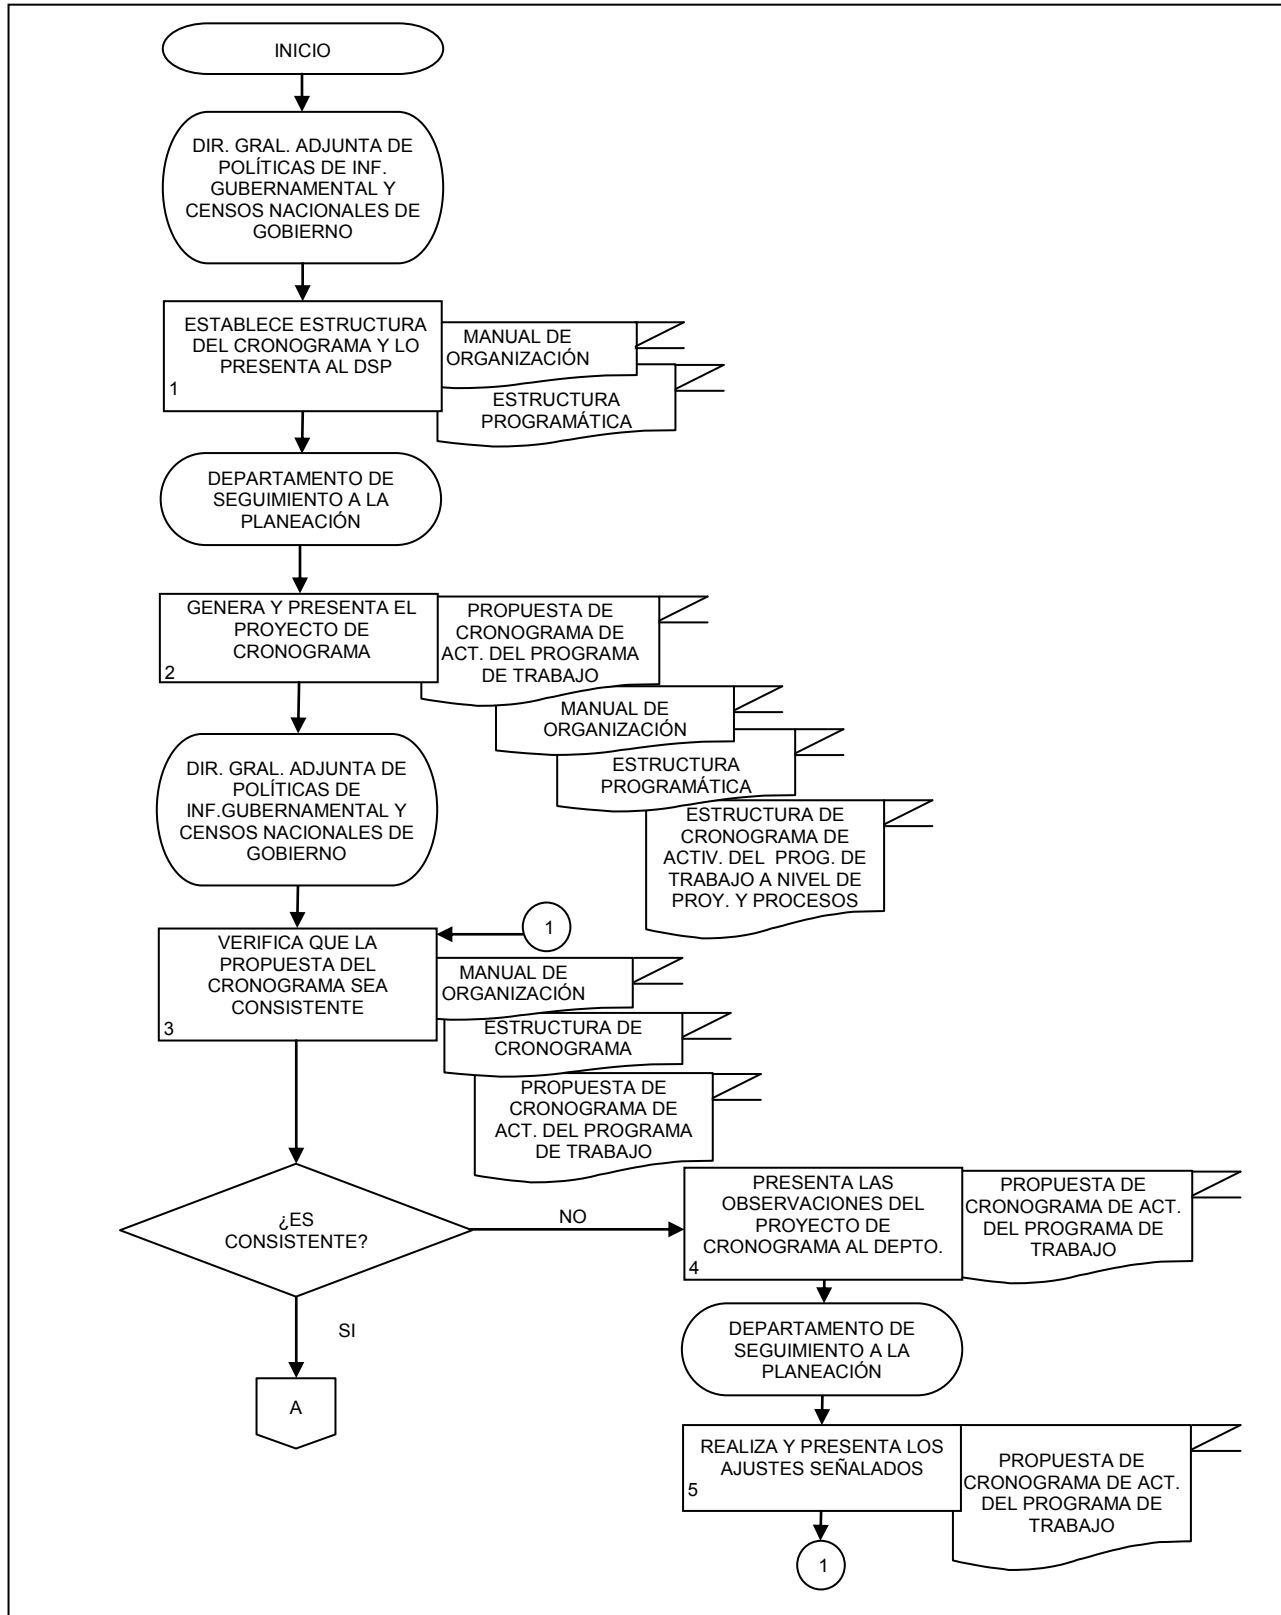 INICIO
DIR. GRAL. ADJUNTA DE
POLÍTICAS DE INF.
GUBERNAMENTAL Y
CENSOS NACIONALES DE
GOBIERNO
ESTABLECE ESTRUCTURA
DEL CRONOGRAMA Y LO
PRESENTA AL DSP
1
MANUAL DE
ORGANIZACIÓN
ESTRUCTURA
PROGRAMÁTICA
DEPARTAMENTO DE
SEGUIMIENTO A LA
PLANEACIÓN
GENERA Y PRESENTA EL
PROYECTO DE
CRONOGRAMA
2
PROPUESTA DE
CRONOGRAMA DE
ACT. DEL PROGRAMA
DE TRABAJO
MANUAL DE
ORGANIZACIÓN
ESTRUCTURA
PROGRAMÁTICA
ESTRUCTURA DE
CRONOGRAMA DE
ACTIV. DEL PROG. DE
TRABAJO A NIVEL DE
PROY. Y PROCESOS
DIR. GRAL. ADJUNTA DE
POLÍTICAS DE
INF.GUBERNAMENTAL Y
CENSOS NACIONALES DE
GOBIERNO
1
VERIFICA QUE LA
PROPUESTA DEL
CRONOGRAMA SEA
CONSISTENTE
3
MANUAL DE
ORGANIZACIÓN
ESTRUCTURA DE
CRONOGRAMA
PROPUESTA DE
CRONOGRAMA DE
ACT. DEL PROGRAMA
DE TRABAJO
¿ES
CONSISTENTE?
NO
SI
A
PRESENTA LAS
OBSERVACIONES DEL
PROYECTO DE
CRONOGRAMA AL DEPTO.
4
PROPUESTA DE
CRONOGRAMA DE ACT.
DEL PROGRAMA DE
TRABAJO
DEPARTAMENTO DE
SEGUIMIENTO A LA
PLANEACIÓN
REALIZA Y PRESENTA LOS
AJUSTES SEÑALADOS
5
PROPUESTA DE
CRONOGRAMA DE ACT.
DEL PROGRAMA DE
TRABAJO
1